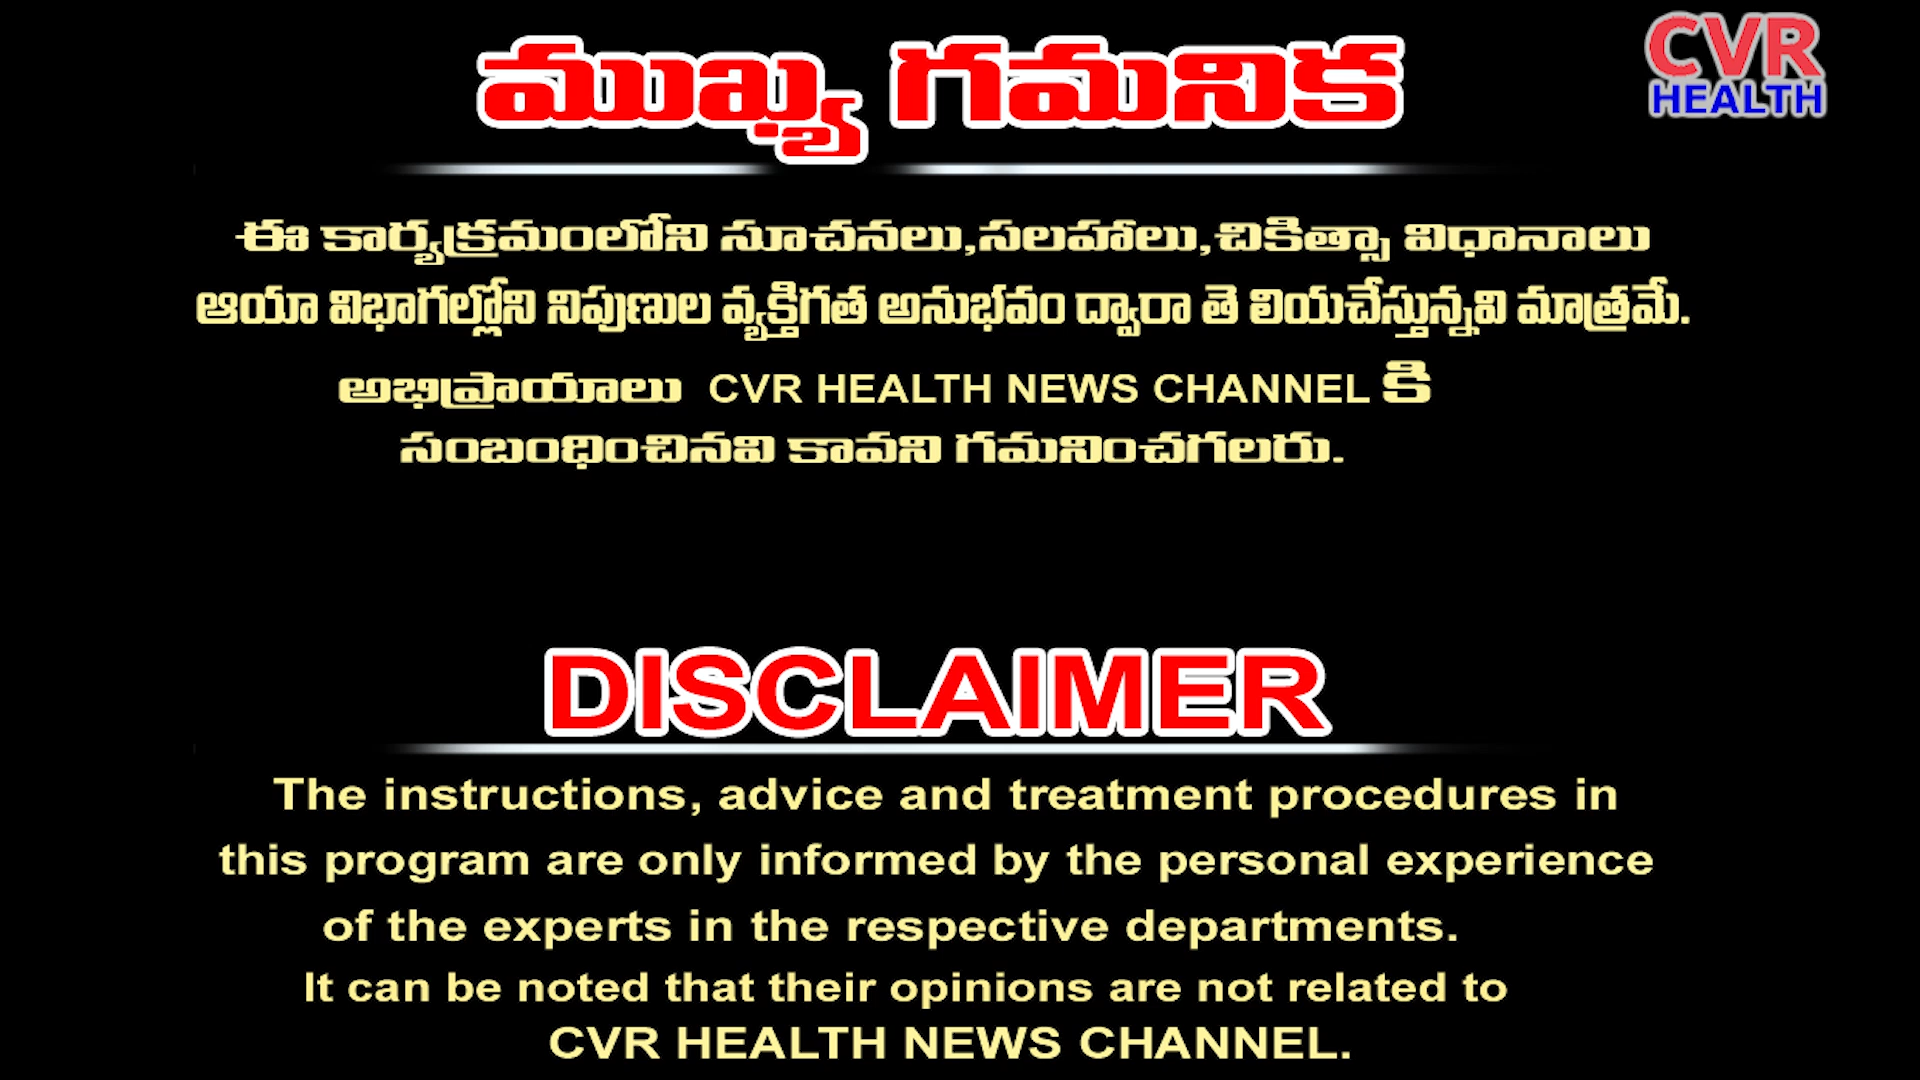 ముఖ్య గమనిక
CVR
HEALTH
ఈ కార్యక్రమంలోని సూచనలు,సలహాలు,చికిత్సా విధానాలు
ఆయా విభాగల్లోని నిపుణుల వ్యక్తిగత అనుభవం ద్వారా తె లియచేస్తున్నవి మాత్రమే.
అభిప్రాయాలు CVR HEALTH NEWS CHANNEL కి
సంబంధించినవి కావని గమనించగలరు.
DISCLAIMER
The instructions, advice and treatment procedures in
this program are only informed by the personal experience
of the experts in the respective departments.
It can be noted that their opinions are not related to
CVR HEALTH NEWS CHANNEL.